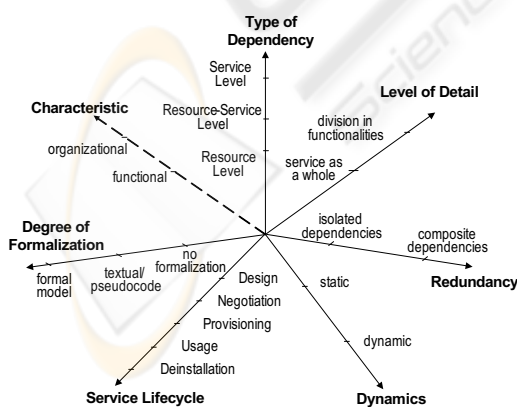 Type of
Dependency
Service
Level
Resource-Service
Level
Resource
Level
Level of Detail
division in
functionalities
service as
a whole
Characteristic
organizational
functional
Degree of
Formalization
formal
model
textual/
pseudocode
no
formalization
isolated
dependencies
composite
dependencies
Redundancy
Design
Negotiation
Provisioning
Usage
Deinstallation
Service Lifecycle
static
dynamic
Dynamics
Science